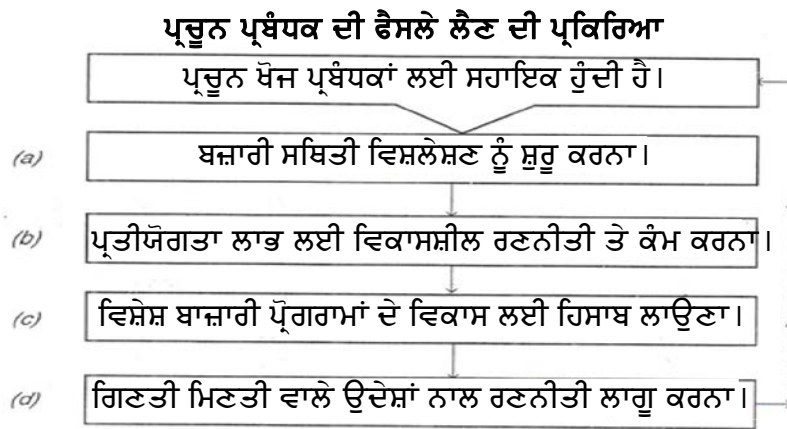 ਪ੍ਰਚੂਨ ਪ੍ਰਬੰਧਕ ਦੀ ਫੈਸਲੇ ਲੈਣ ਦੀ ਪ੍ਰਕਿਰਿਆ
ਪ੍ਰਚੂਨ ਖੋਜ ਪ੍ਰਬੰਧਕਾਂ ਲਈ ਸਹਾਇਕ ਹੁੰਦੀ ਹੈ।
(a) ਬਜ਼ਾਰੀ ਸਥਿਤੀ ਵਿਸ਼ਲੇਸ਼ਣ ਨੂੰ ਸ਼ੁਰੂ ਕਰਨਾ।
(b) ਪ੍ਰਤੀਯੋਗਤਾ ਲਾਭ ਲਈ ਵਿਕਾਸਸ਼ੀਲ ਰਣਨੀਤੀ ਤੇ ਕੰਮ ਕਰਨਾ।
(c) ਵਿਸ਼ੇਸ਼ ਬਾਜ਼ਾਰੀ ਪ੍ਰੋਗਰਾਮਾਂ ਦੇ ਵਿਕਾਸ ਲਈ ਹਿਸਾਬ ਲਾਉਣਾ।
(d) ਗਿਣਤੀ ਮਿਣਤੀ ਵਾਲੇ ਉਦੇਸ਼ਾਂ ਨਾਲ ਰਣਨੀਤੀ ਲਾਗੂ ਕਰਨਾ।